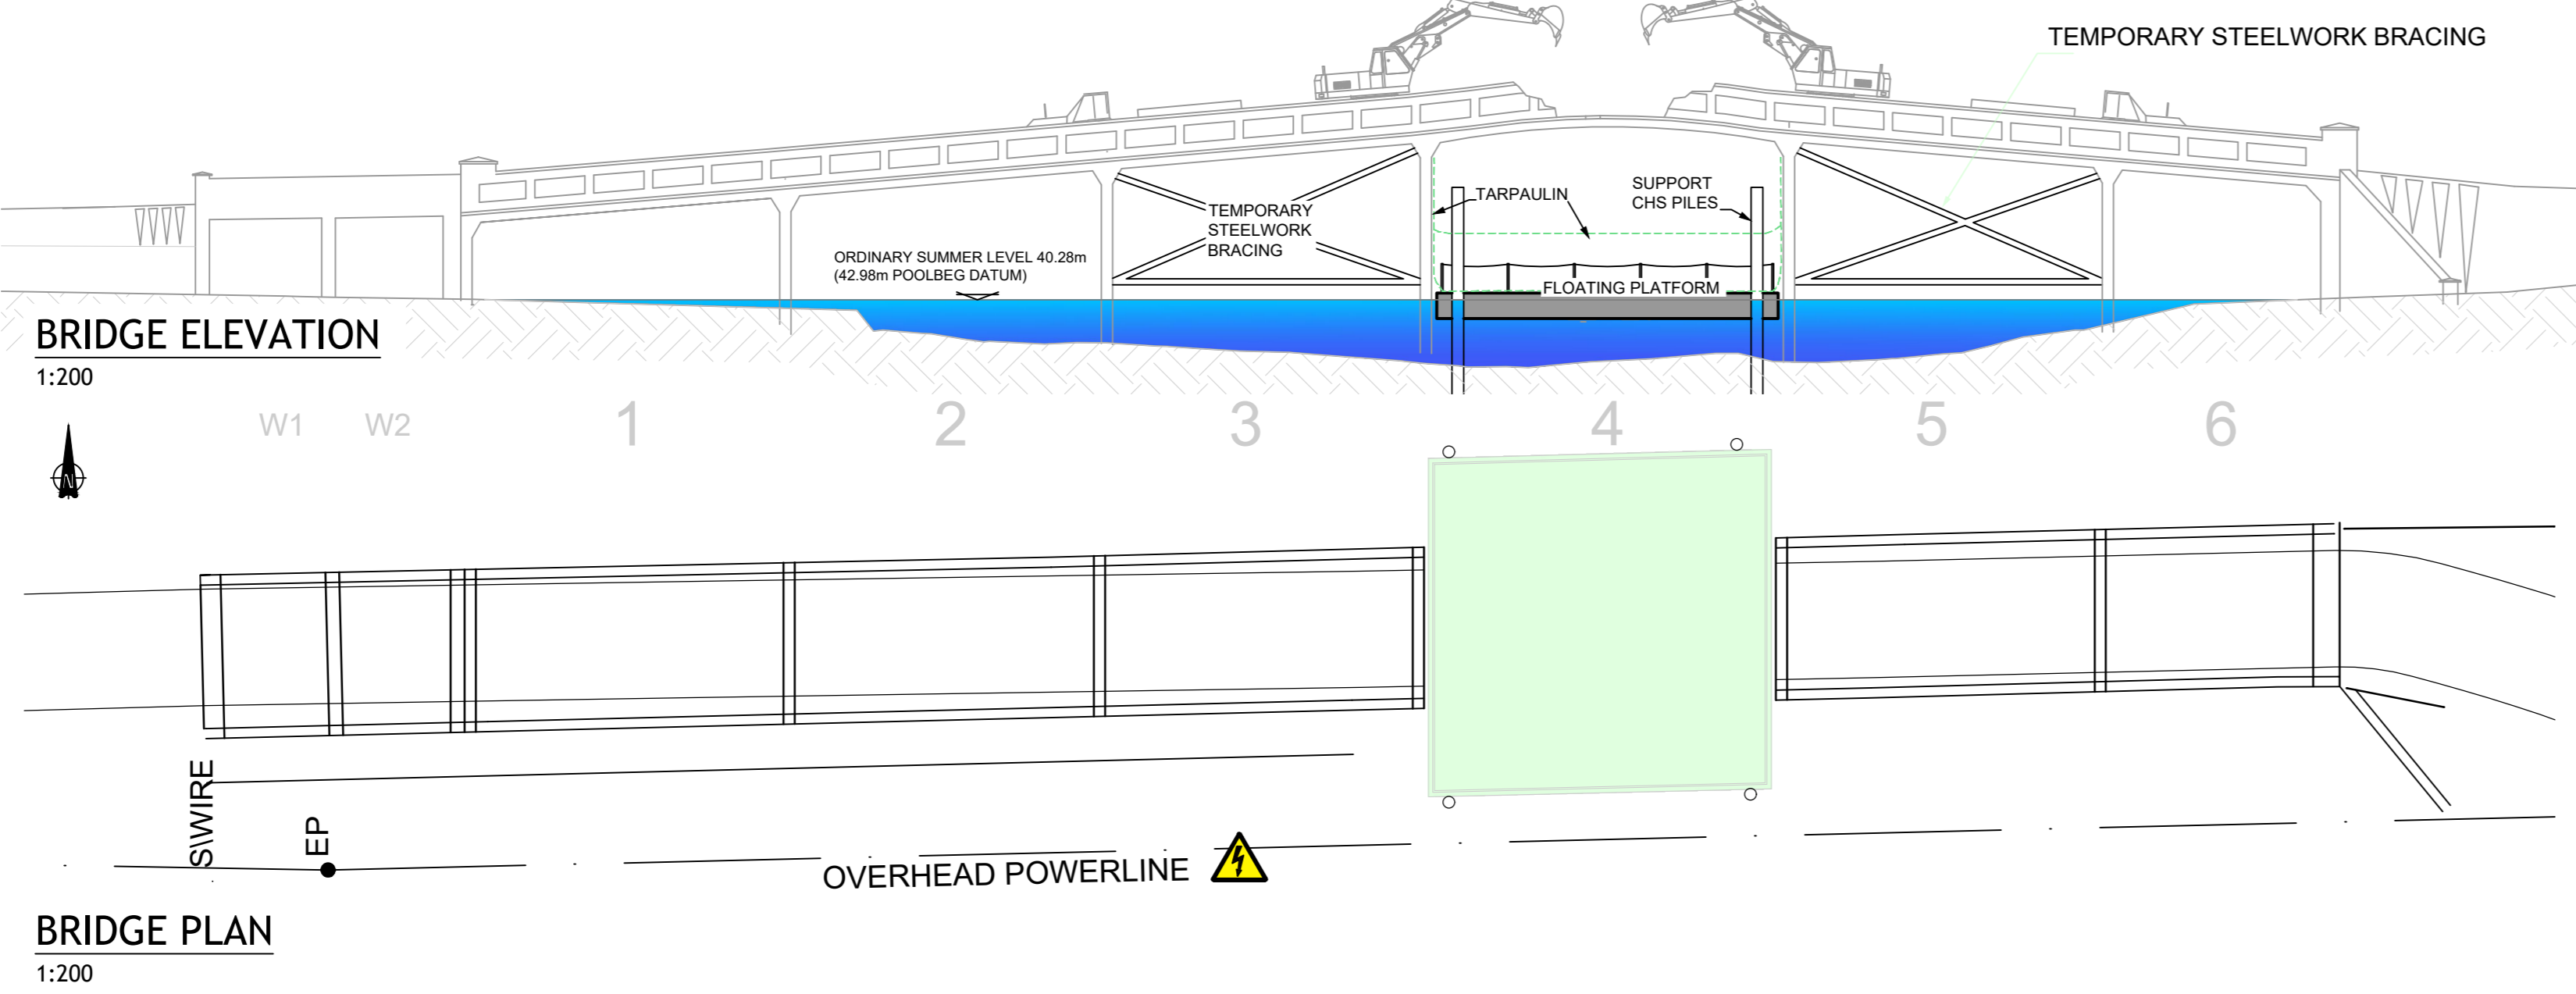 TEMPORARY STEELWORK BRACING
TARPAULIN
SUPPORT
CHS PILES
TEMPORARY
STEELWORK
BRACING
ORDINARY SUMMER LEVEL 40.28m
(42.98m POOLBEG DATUM)
FLOATING PLATFORM
BRIDGE ELEVATION
1:200
W1 W2 1 2 3 4 5 6
N
S\WIRE
EP
OVERHEAD POWERLINE
BRIDGE PLAN
1:200